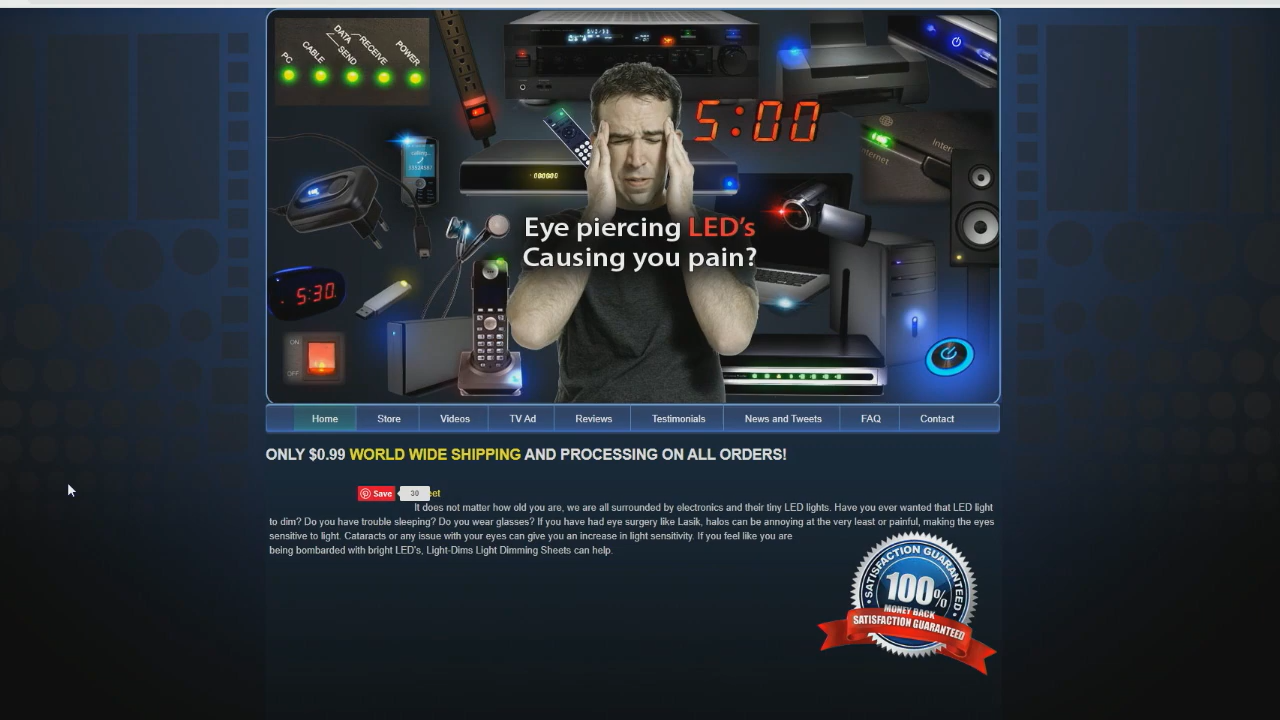 PC
CABLE
DATA
SEND
RECEIVE
POWER
5:00
Internet
5:30
ON
OFF
Eye piercing LED's
Causing you pain?
Home Store Videos TV Ad Reviews Testimonials News and Tweets FAQ Contact
ONLY $0.99 WORLD WIDE SHIPPING AND PROCESSING ON ALL ORDERS!
Save 30
It does not matter how old you are, we are all surrounded by electronics and their tiny LED lights. Have you ever wanted that LED light
to dim? Do you have trouble sleeping? Do you wear glasses? If you have had eye surgery like Lasik, halos can be annoying at the very least or painful, making the eyes
sensitive to light. Cataracts or any issue with your eyes can give you an increase in light sensitivity. If you feel like you are
being bombarded with bright LED's, Light-Dims Light Dimming Sheets can help.
SATISFACTION GUARANTEED
100%
MONEY BACK
SATISFACTION GUARANTEED